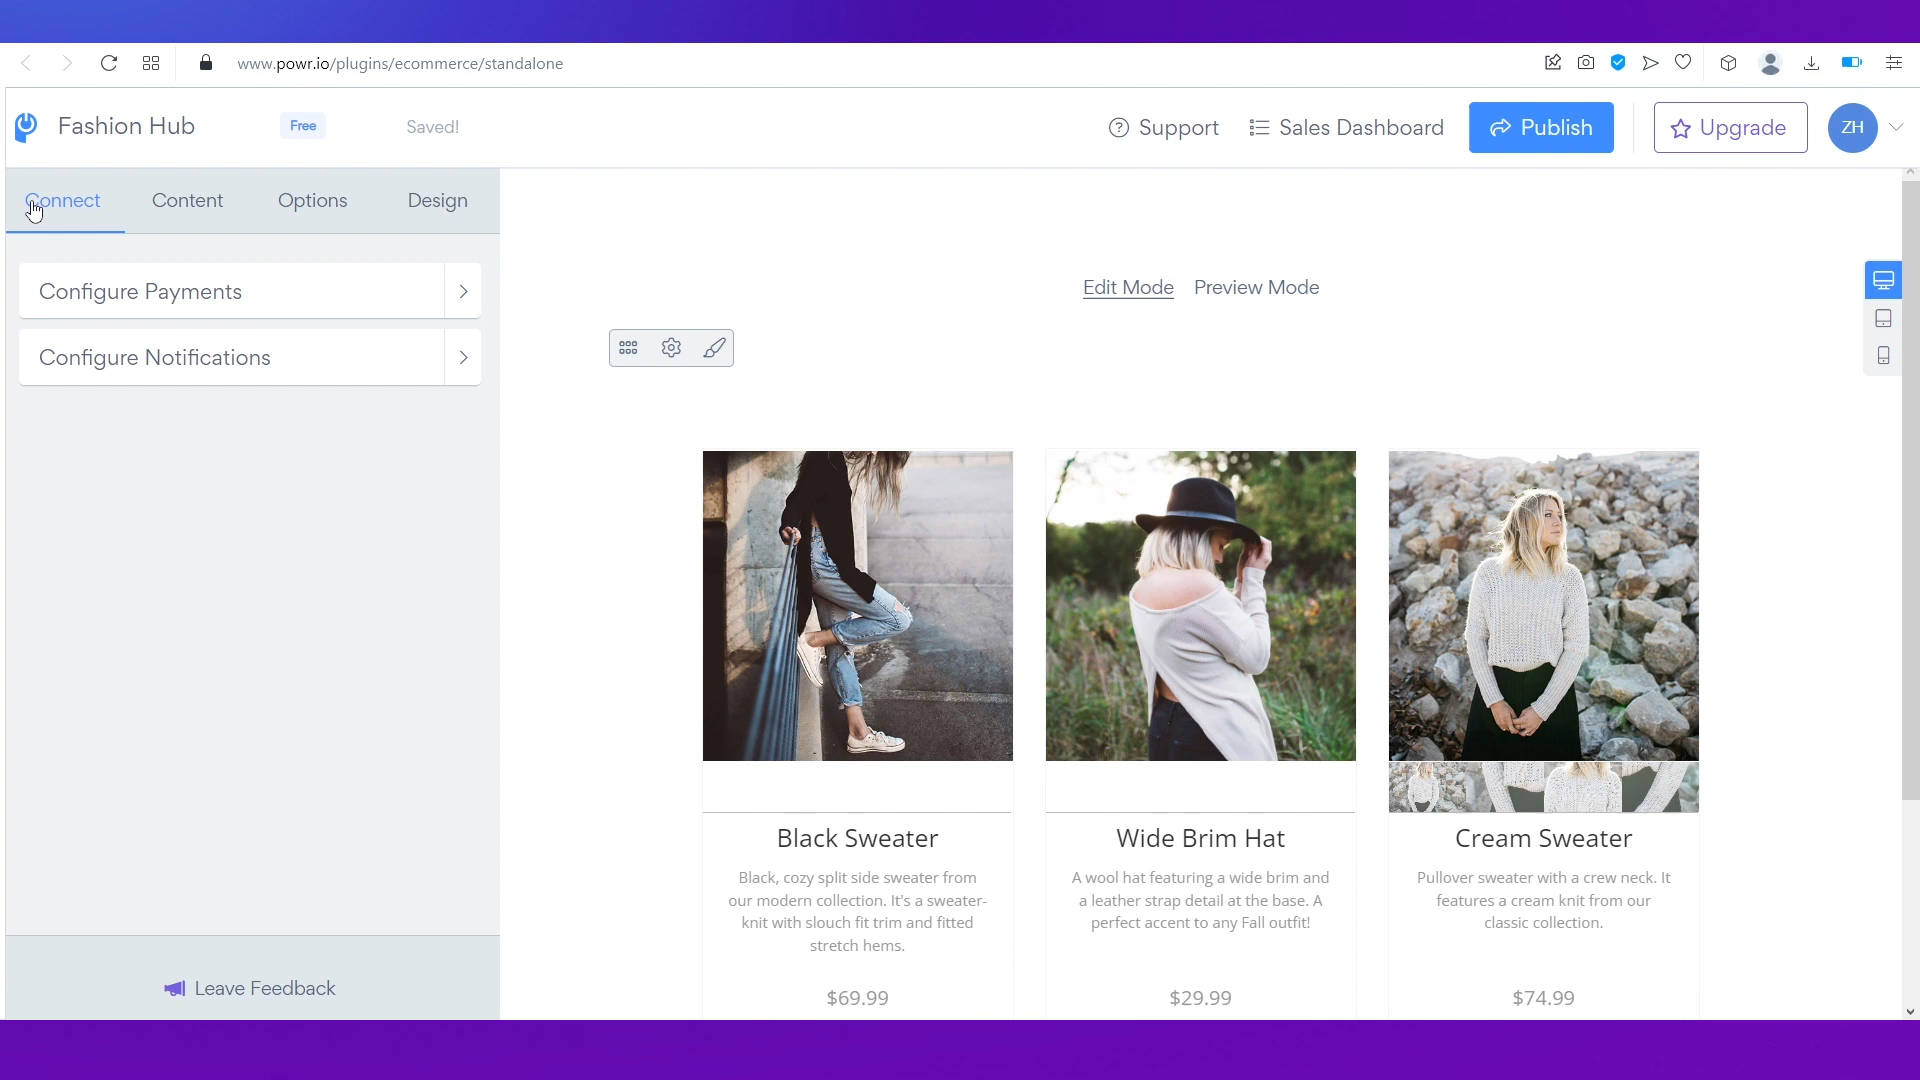 www.powr.io/plugins/ecommerce/standalone
Fashion Hub
Free
Saved!
Support
Sales Dashboard
Publish
Upgrade
ZH
Connect
Content
Options
Design
Configure Payments
Configure Notifications
Leave Feedback
Edit Mode
Preview Mode
Black Sweater
Black, cozy split side sweater from
our modern collection. It's a sweater-
knit with slouch fit trim and fitted
stretch hems.
$69.99
Wide Brim Hat
A wool hat featuring a wide brim and
a leather strap detail at the base. A
perfect accent to any Fall outfit!
$29.99
Cream Sweater
Pullover sweater with a crew neck. It
features a cream knit from our
classic collection.
$74.99